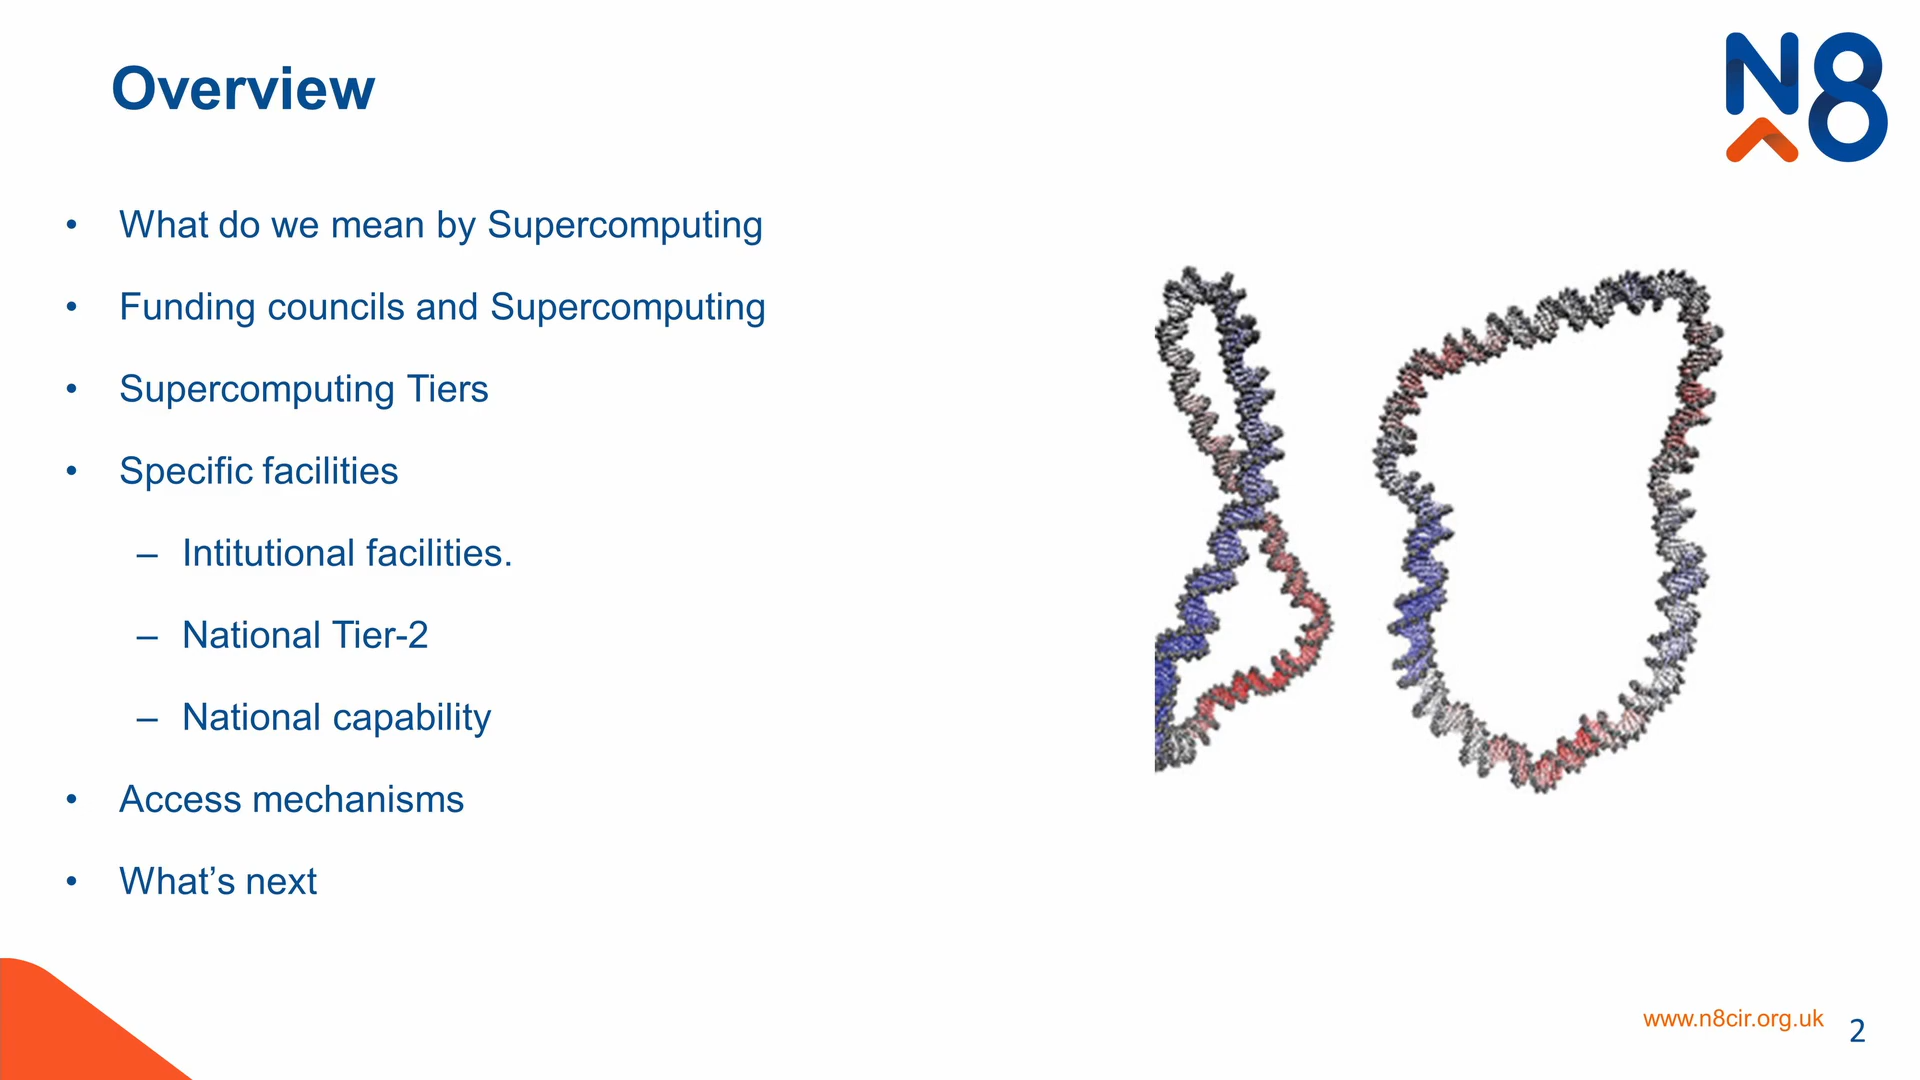 Overview
N8
• What do we mean by Supercomputing
• Funding councils and Supercomputing
• Supercomputing Tiers
• Specific facilities
– Intitutional facilities.
– National Tier-2
– National capability
• Access mechanisms
• What’s next
www.n8cir.org.uk
2